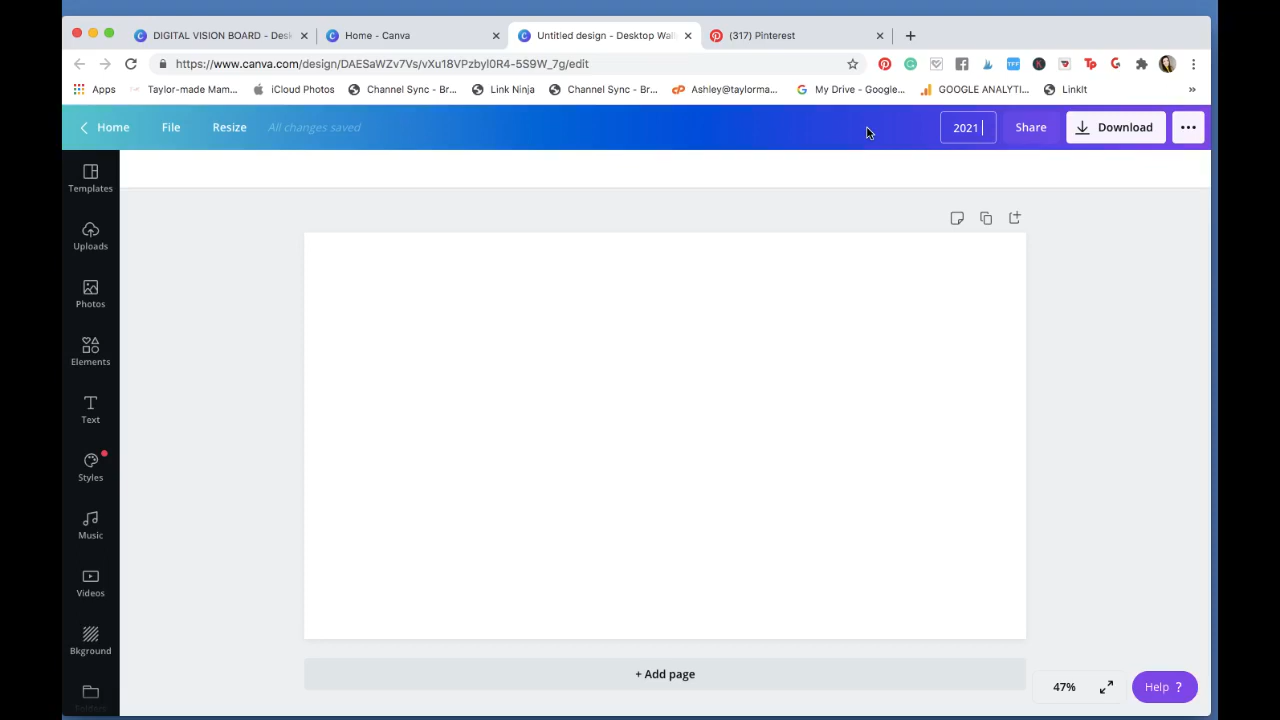 DIGITAL VISION BOARD - Desk
Home - Canva
Untitled design - Desktop Wall
(317) Pinterest
https://www.canva.com/design/DAESaWZv7Vs/vXu18VPzbyI0R4-5S9W_7g/edit
Apps
Taylor-made Mam...
iCloud Photos
Channel Sync - Br...
Link Ninja
Channel Sync - Br...
Ashley@taylorma...
My Drive - Google...
GOOGLE ANALYTI...
LinkIt
»
Home
File
Resize
All changes saved
2021
Share
Download
Templates
Uploads
Photos
Elements
Text
Styles
Music
Videos
Bkground
Folders
+ Add page
47%
Help ?